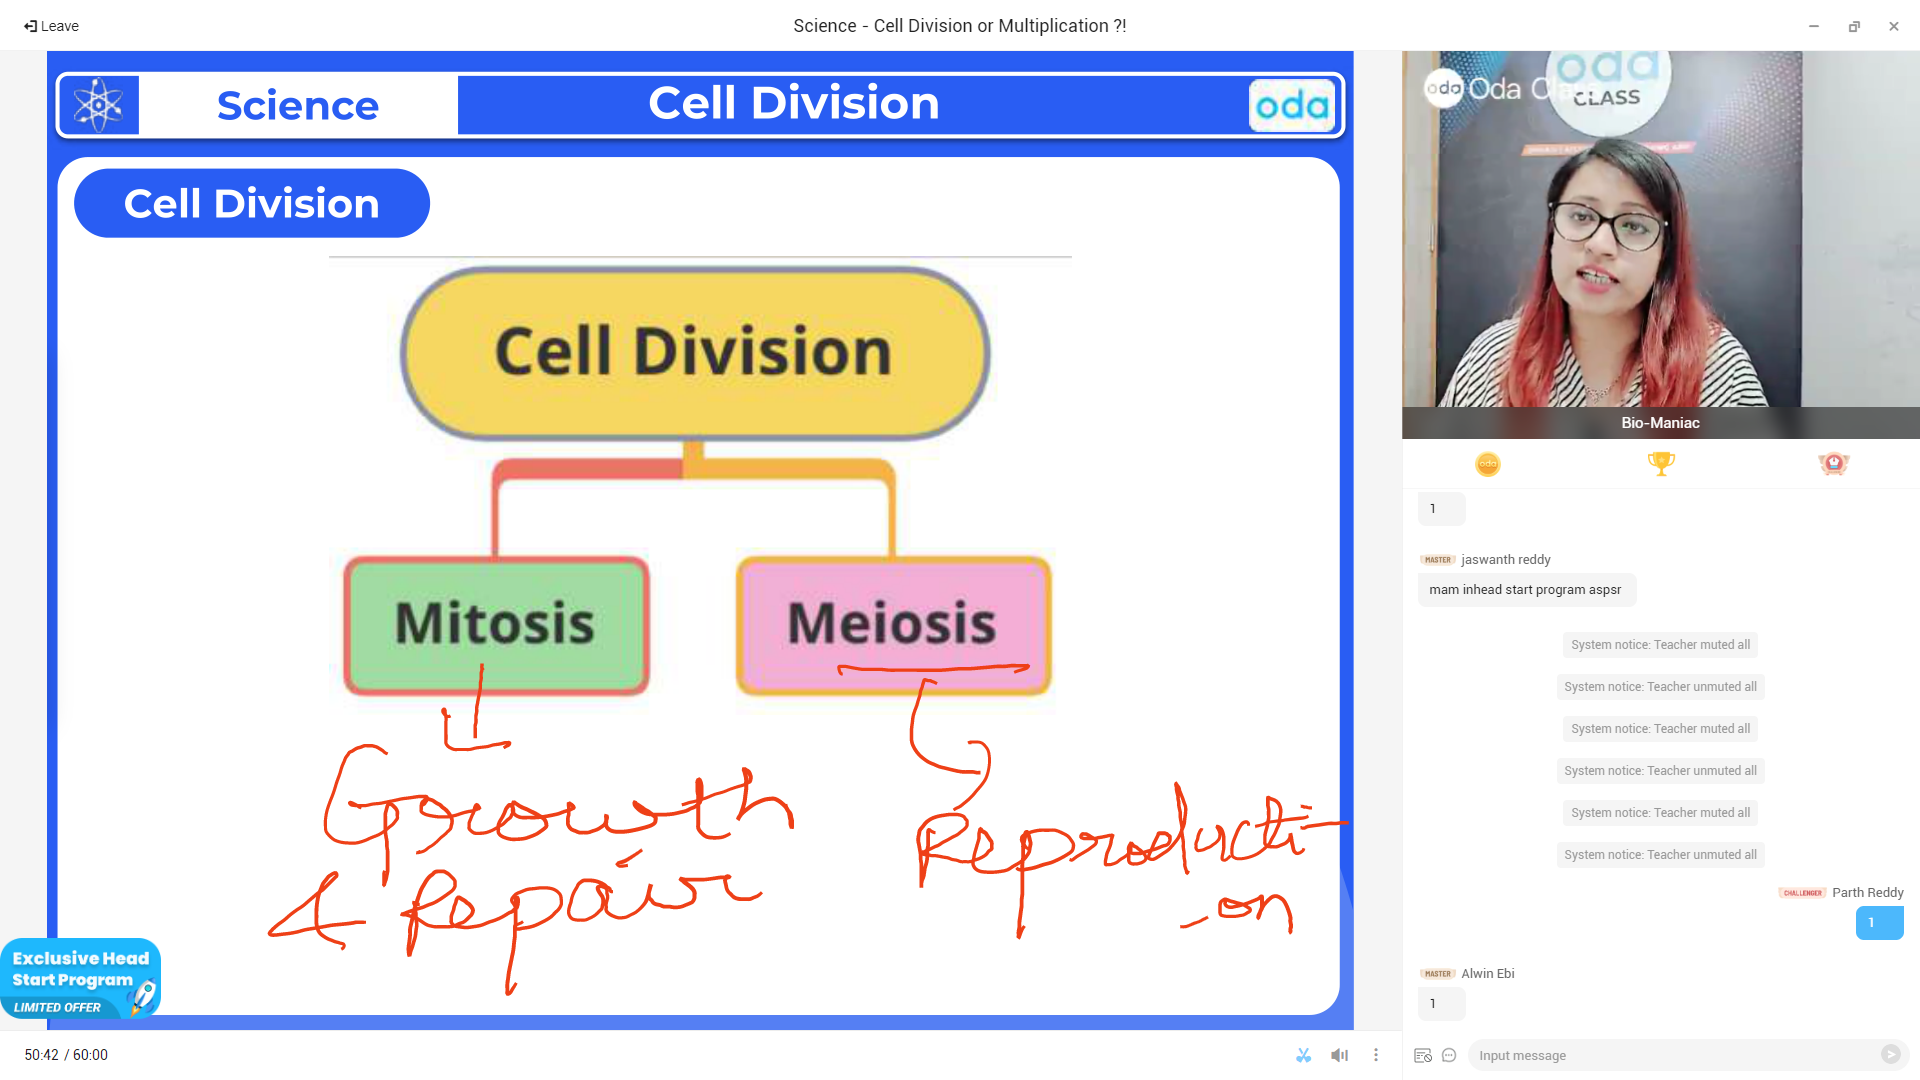 Leave
Science - Cell Division or Multiplication ?!
Science
Cell Division
oda
Cell Division
Cell Division
Mitosis
Meiosis
Growth
& Repair
Reproducti-
-on
Exclusive Head
Start Program
LIMITED OFFER
50:42 / 60:00
oda
CLASS
oda Oda Class
Bio-Maniac
oda
1
MASTER jaswanth reddy
mam inhead start program aspsr
System notice: Teacher muted all
System notice: Teacher unmuted all
System notice: Teacher muted all
System notice: Teacher unmuted all
System notice: Teacher muted all
System notice: Teacher unmuted all
CHALLENGER Parth Reddy
1
MASTER Alwin Ebi
1
Input message